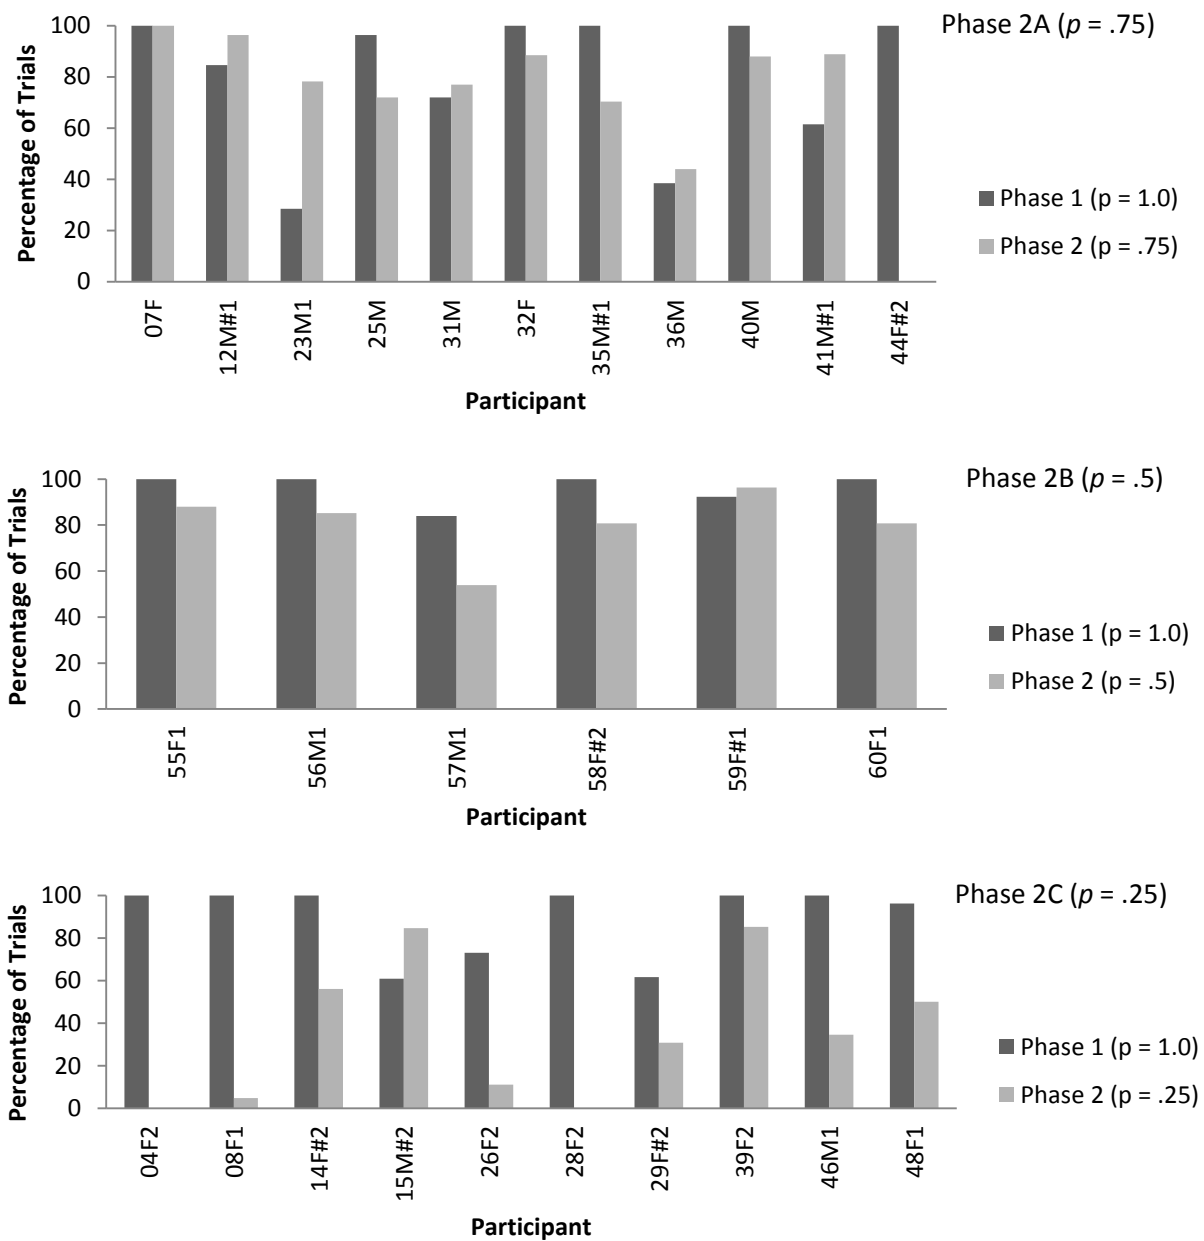 Phase 2A (p = .75)
Percentage of Trials
100
80
60
40
20
0
07F
12M#1
23M1
25M
31M
32F
35M#1
36M
40M
41M#1
44F#2
Participant
Phase 1 (p = 1.0)
Phase 2 (p = .75)
Phase 2B (p = .5)
Percentage of Trials
100
80
60
40
20
0
55F1
56M1
57M1
58F#2
59F#1
60F1
Participant
Phase 1 (p = 1.0)
Phase 2 (p = .5)
Phase 2C (p = .25)
Percentage of Trials
100
80
60
40
20
0
04F2
08F1
14F#2
15M#2
26F2
28F2
29F#2
39F2
46M1
48F1
Participant
Phase 1 (p = 1.0)
Phase 2 (p = .25)